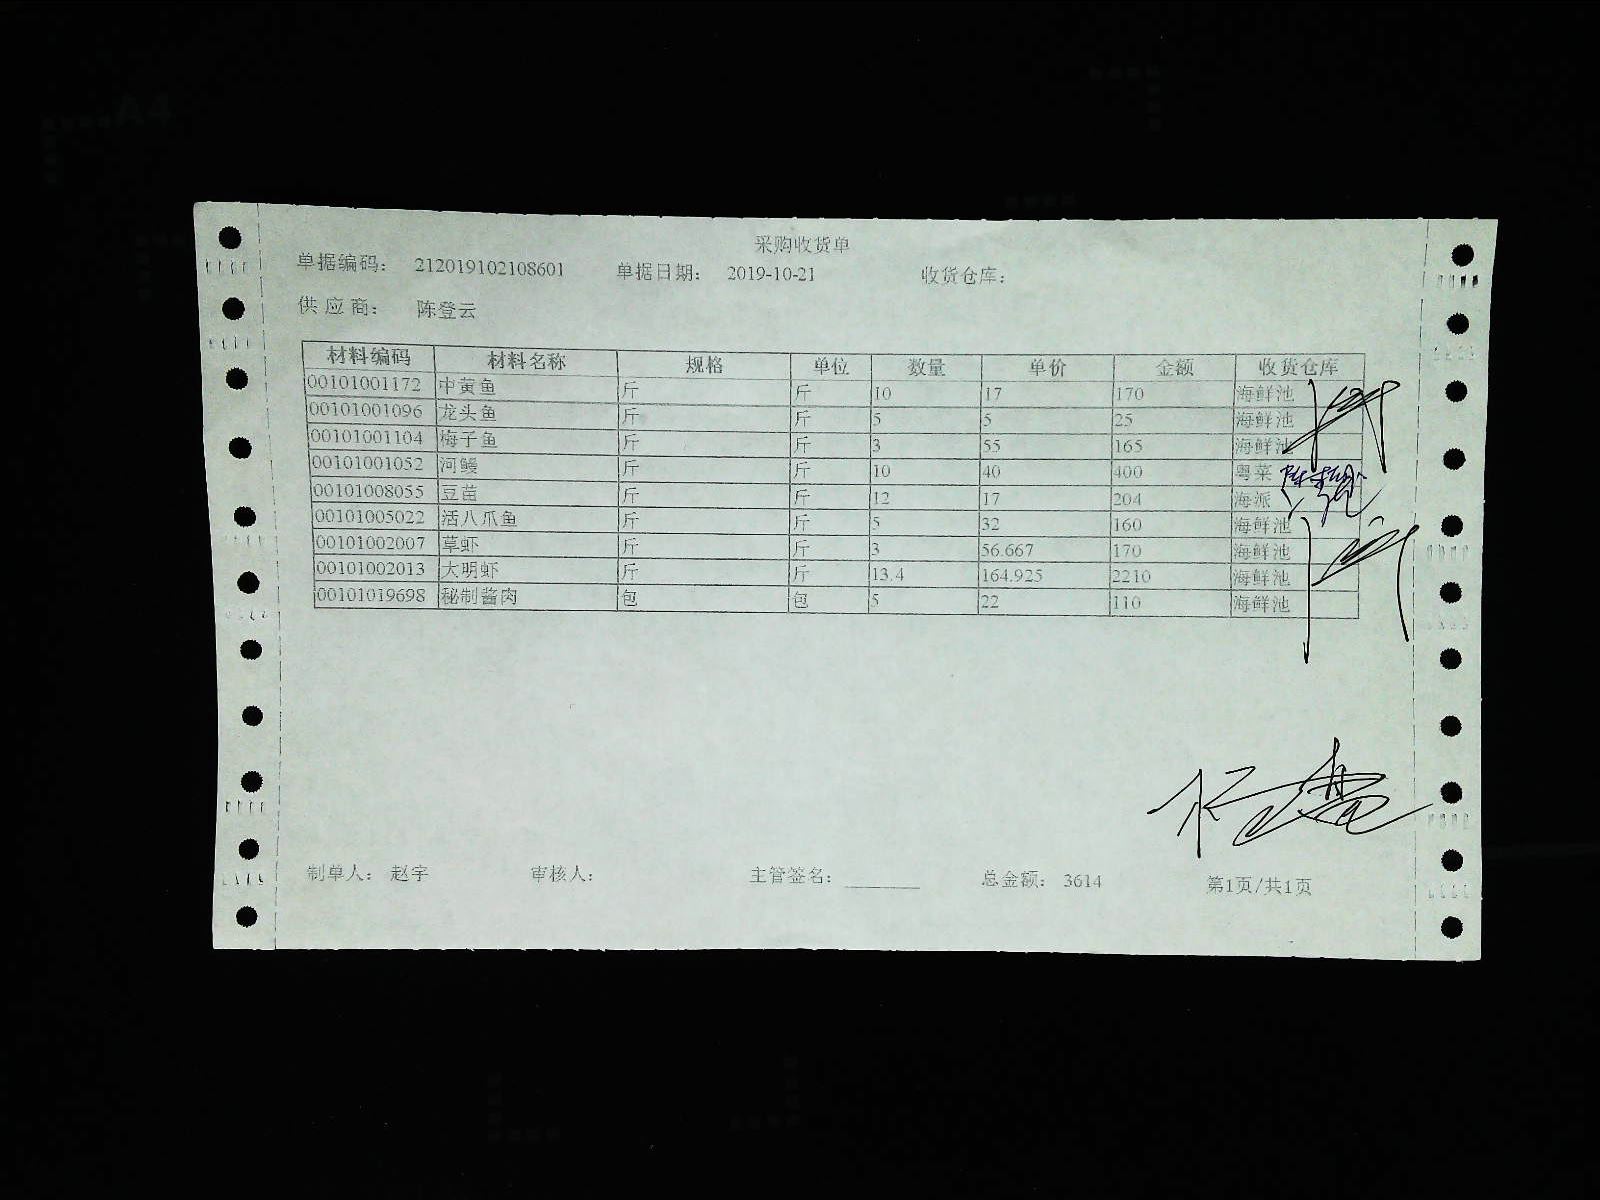 采购收货单
单据编码： 212019102108601 单据日期： 2019-10-21 收货仓库：
供 应 商： 陈登云
材料编码 材料名称 规格 单位 数量 单价 金额 收货仓库
00101001172 中黄鱼 斤 斤 10 17 170 海鲜池
00101001096 龙头鱼 斤 斤 5 5 25 海鲜池
00101001104 梅子鱼 斤 斤 3 55 165 海鲜池
00101001052 河鳗 斤 斤 10 40 400 粤菜
00101008055 豆苗 斤 斤 12 17 204 海派
00101005022 活八爪鱼 斤 斤 5 32 160 海鲜池
00101002007 草虾 斤 斤 3 56.667 170 海鲜池
00101002013 大明虾 斤 斤 13.4 164.925 2210 海鲜池
00101019698 秘制酱肉 包 包 5 22 110 海鲜池
制单人： 赵宇 审核人： 主管签名： 总金额： 3614 第1页/共1页